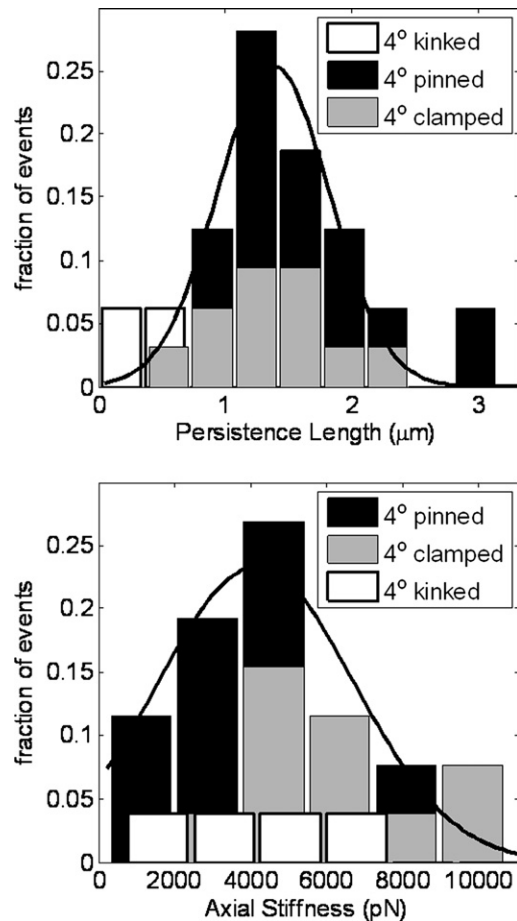 0.25
0.2
0.15
0.1
0.05
0
fraction of events
4° kinked
4° pinned
4° clamped
0 1 2 3
Persistence Length (μm)
0.25
0.2
0.15
0.1
0.05
0
fraction of events
4° pinned
4° clamped
4° kinked
0 2000 4000 6000 8000 10000
Axial Stiffness (pN)